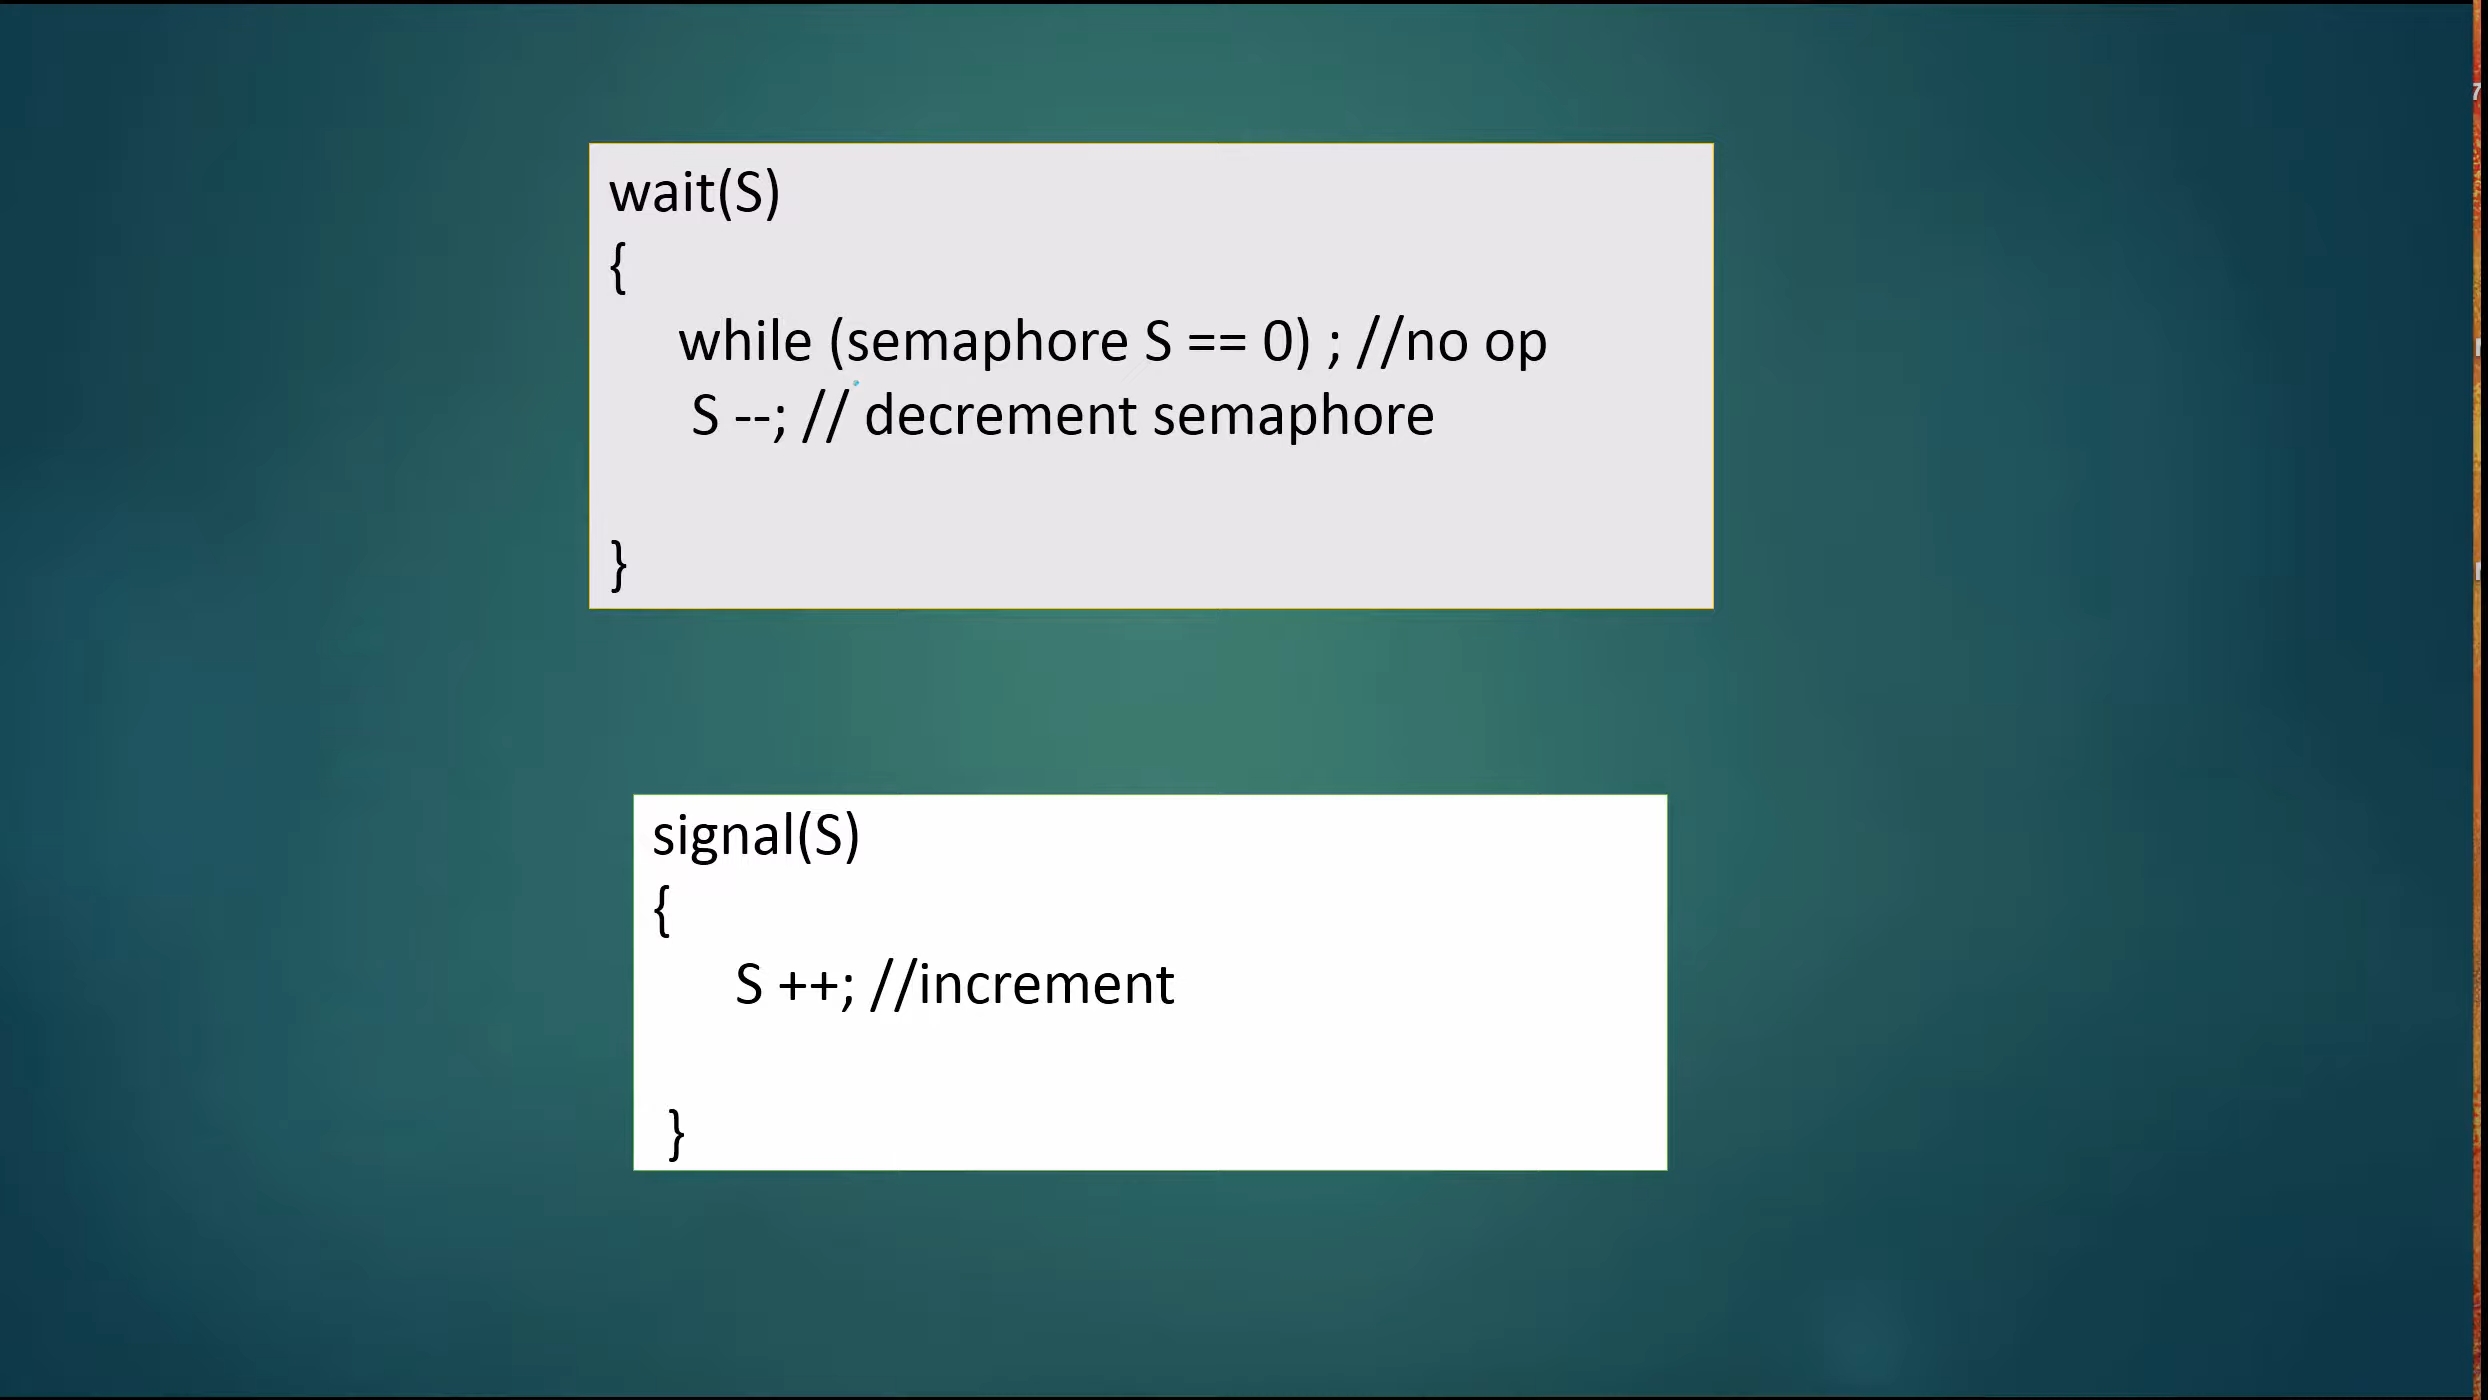 wait(S)
{
while (semaphore S == 0) ; //no op
S --; // decrement semaphore
}
signal(S)
{
S ++; //increment
}